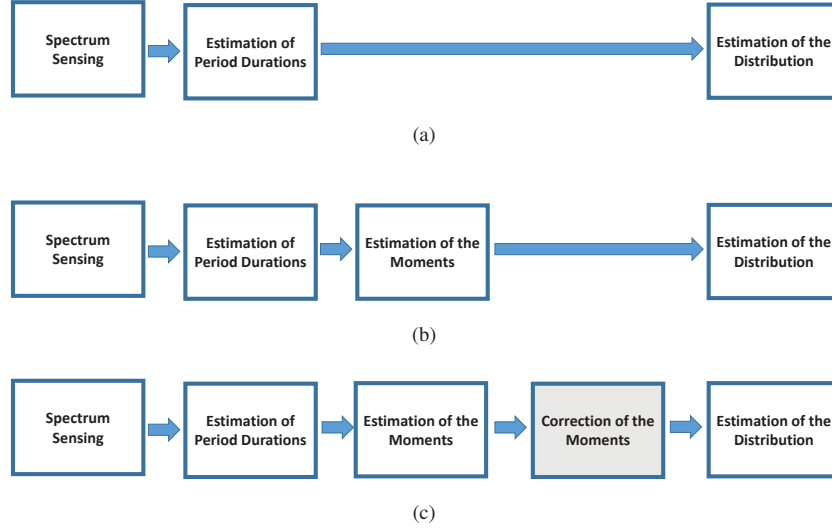 Spectrum
Sensing
Estimation of
Period Durations
Estimation of the
Distribution
(a)
Spectrum
Sensing
Estimation of
Period Durations
Estimation of the
Moments
Estimation of the
Distribution
(b)
Spectrum
Sensing
Estimation of
Period Durations
Estimation of the
Moments
Correction of the
Moments
Estimation of the
Distribution
(c)